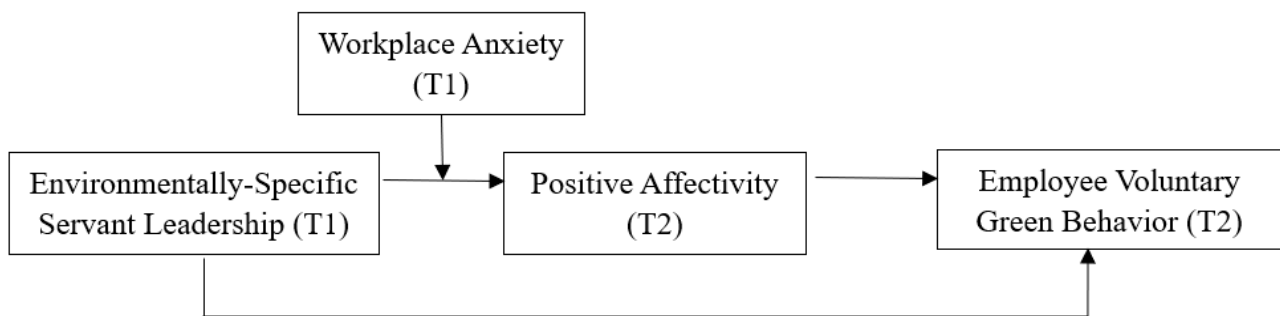 Workplace Anxiety
(T1)
Environmentally-Specific
Servant Leadership (T1)
Positive Affectivity
(T2)
Employee Voluntary
Green Behavior (T2)